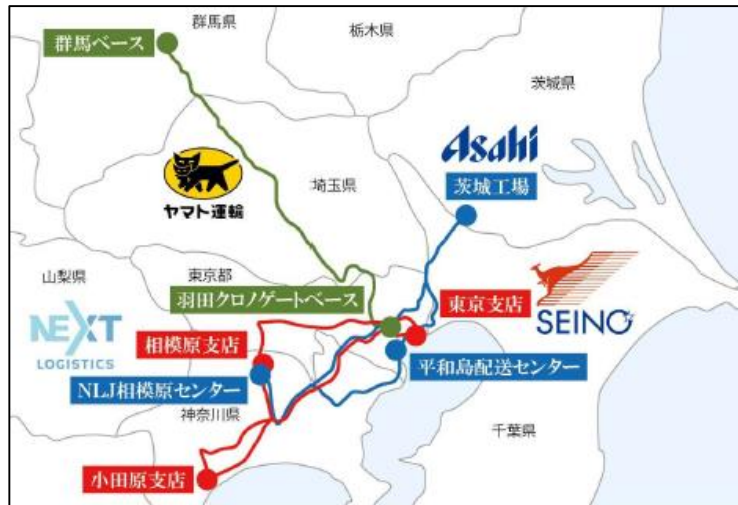 群馬県
栃木県
群馬ベース
茨城県
Asahi
茨城工場
埼玉県
ヤマト運輸
山梨県
東京都
羽田クロノゲートベース
東京支店
SEINO
NEXT
LOGISTICS
相模原支店
平和島配送センター
NLJ相模原センター
神奈川県
千葉県
小田原支店